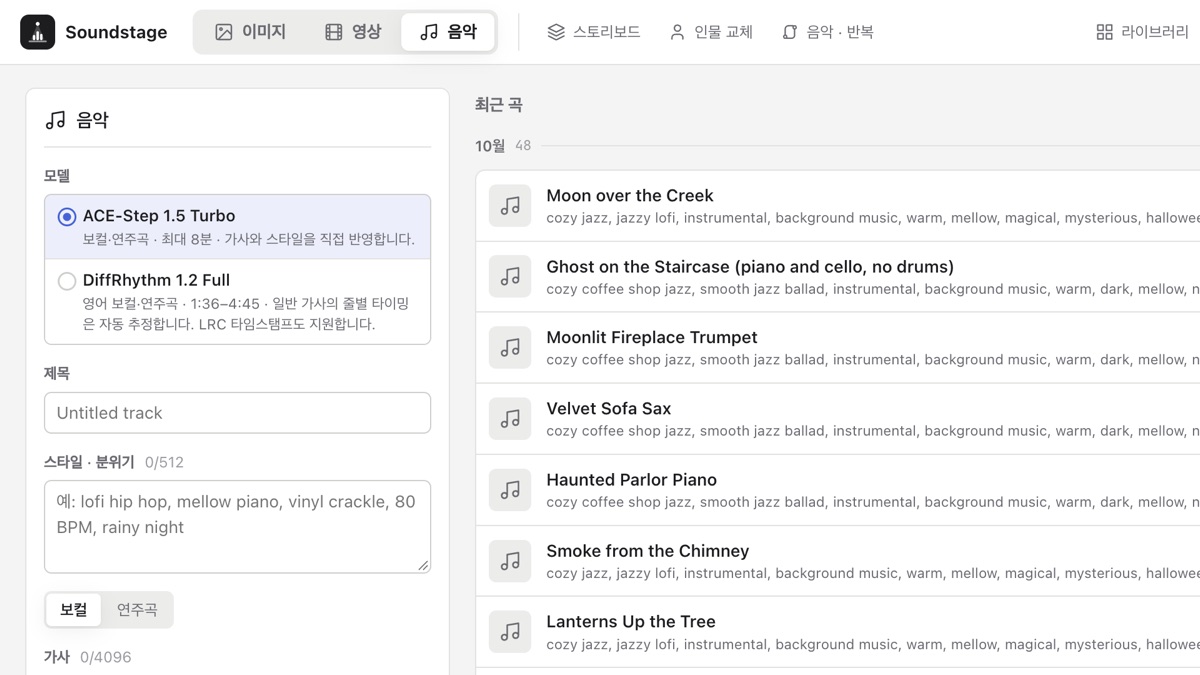 Soundstage
이미지
영상
음악
스토리보드
인물 교체
음악 · 반복
라이브러리
음악
모델
ACE-Step 1.5 Turbo
보컬·연주곡 · 최대 8분 · 가사와 스타일을 직접 반영합니다.
DiffRhythm 1.2 Full
영어 보컬·연주곡 · 1:36–4:45 · 일반 가사의 줄별 타이밍
은 자동 추정합니다. LRC 타임스탬프도 지원합니다.
제목
Untitled track
스타일 · 분위기 0/512
예: lofi hip hop, mellow piano, vinyl crackle, 80
BPM, rainy night
보컬
연주곡
가사 0/4096
최근 곡
10월 48
Moon over the Creek
cozy jazz, jazzy lofi, instrumental, background music, warm, mellow, magical, mysterious, hallowe
Ghost on the Staircase (piano and cello, no drums)
cozy coffee shop jazz, smooth jazz ballad, instrumental, background music, warm, dark, mellow, n
Moonlit Fireplace Trumpet
cozy coffee shop jazz, smooth jazz ballad, instrumental, background music, warm, dark, mellow, n
Velvet Sofa Sax
cozy coffee shop jazz, smooth jazz ballad, instrumental, background music, warm, dark, mellow, n
Haunted Parlor Piano
cozy coffee shop jazz, smooth jazz ballad, instrumental, background music, warm, dark, mellow, n
Smoke from the Chimney
cozy jazz, jazzy lofi, instrumental, background music, warm, mellow, magical, mysterious, hallowe
Lanterns Up the Tree
cozy jazz, jazzy lofi, instrumental, background music, warm, mellow, magical, mysterious, hallowe